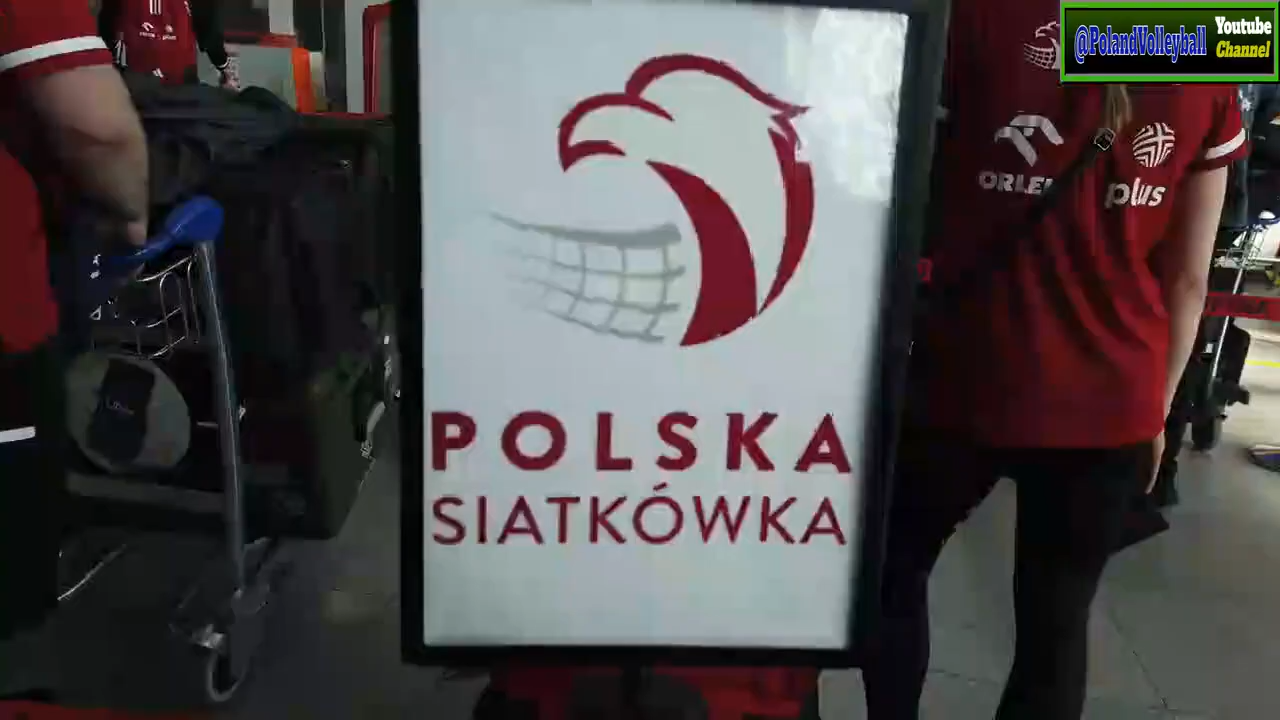 @PolandVolleyball
Youtube
Channel
ORLEN
plus
POLSKA
SIATKÓWKA